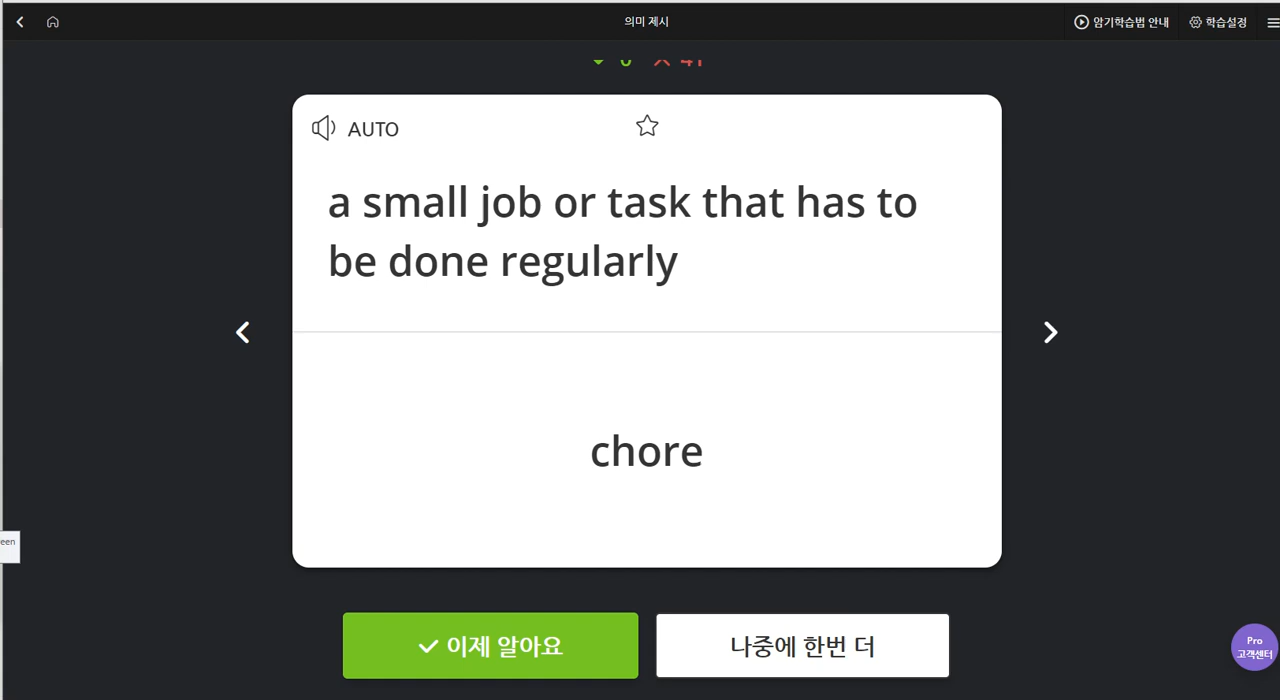 의미 제시
암기학습법 안내
학습설정
AUTO
a small job or task that has to
be done regularly
chore
een
이제 알아요
나중에 한번 더
Pro
고객센터